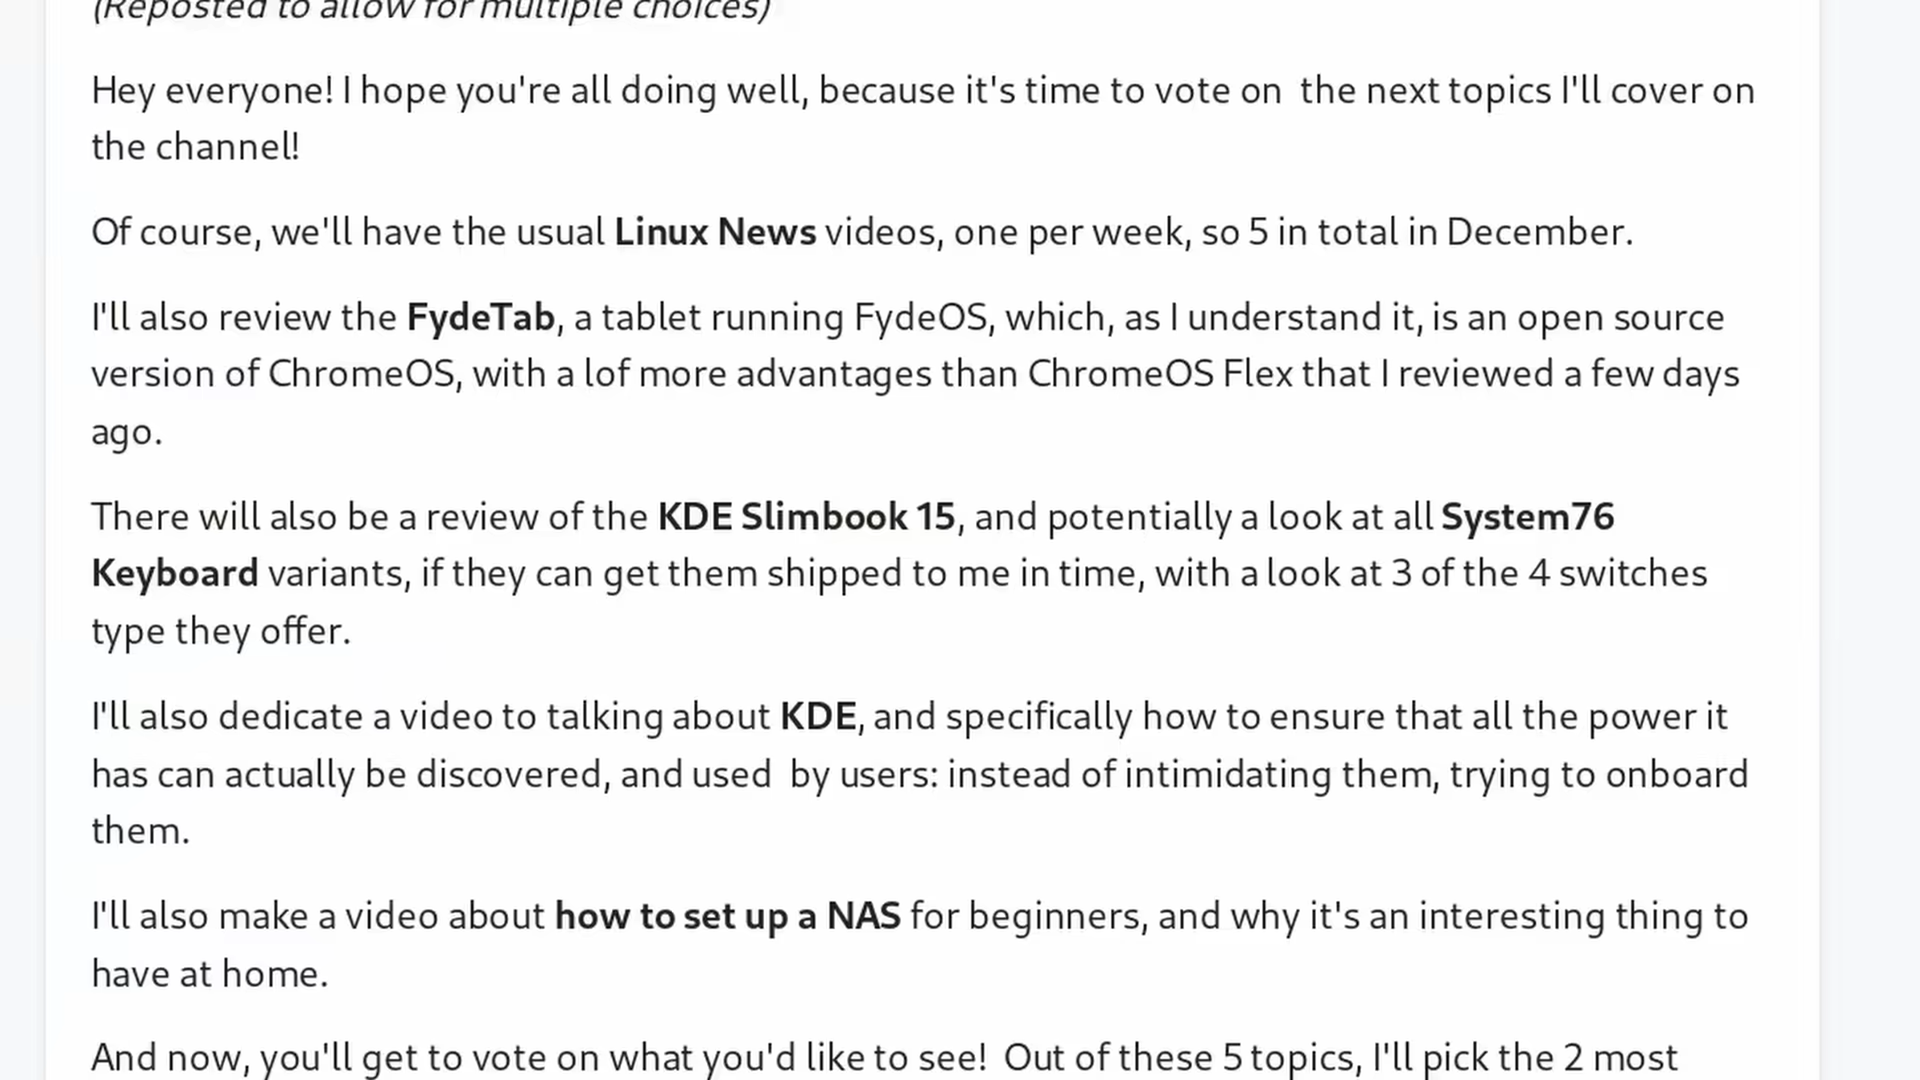 (Reposted to allow for multiple choices)
Hey everyone! I hope you're all doing well, because it's time to vote on  the next topics I'll cover on
the channel!
Of course, we'll have the usual Linux News videos, one per week, so 5 in total in December.
I'll also review the FydeTab, a tablet running FydeOS, which, as I understand it, is an open source
version of ChromeOS, with a lof more advantages than ChromeOS Flex that I reviewed a few days
ago.
There will also be a review of the KDE Slimbook 15, and potentially a look at all System76
Keyboard variants, if they can get them shipped to me in time, with a look at 3 of the 4 switches
type they offer.
I'll also dedicate a video to talking about KDE, and specifically how to ensure that all the power it
has can actually be discovered, and used  by users: instead of intimidating them, trying to onboard
them.
I'll also make a video about how to set up a NAS for beginners, and why it's an interesting thing to
have at home.
And now, you'll get to vote on what you'd like to see!  Out of these 5 topics, I'll pick the 2 most